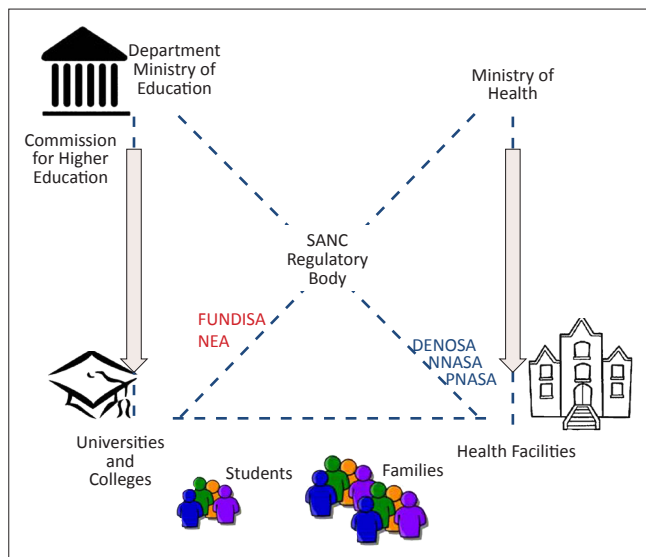 Department
Ministry of
Education
Ministry of
Health
Commission
for Higher
Education
SANC
Regulatory
Body
FUNDISA
NEA
DENOSA
NNASA
PNASA
Universities
and
Colleges
Students
Families
Health Facilities